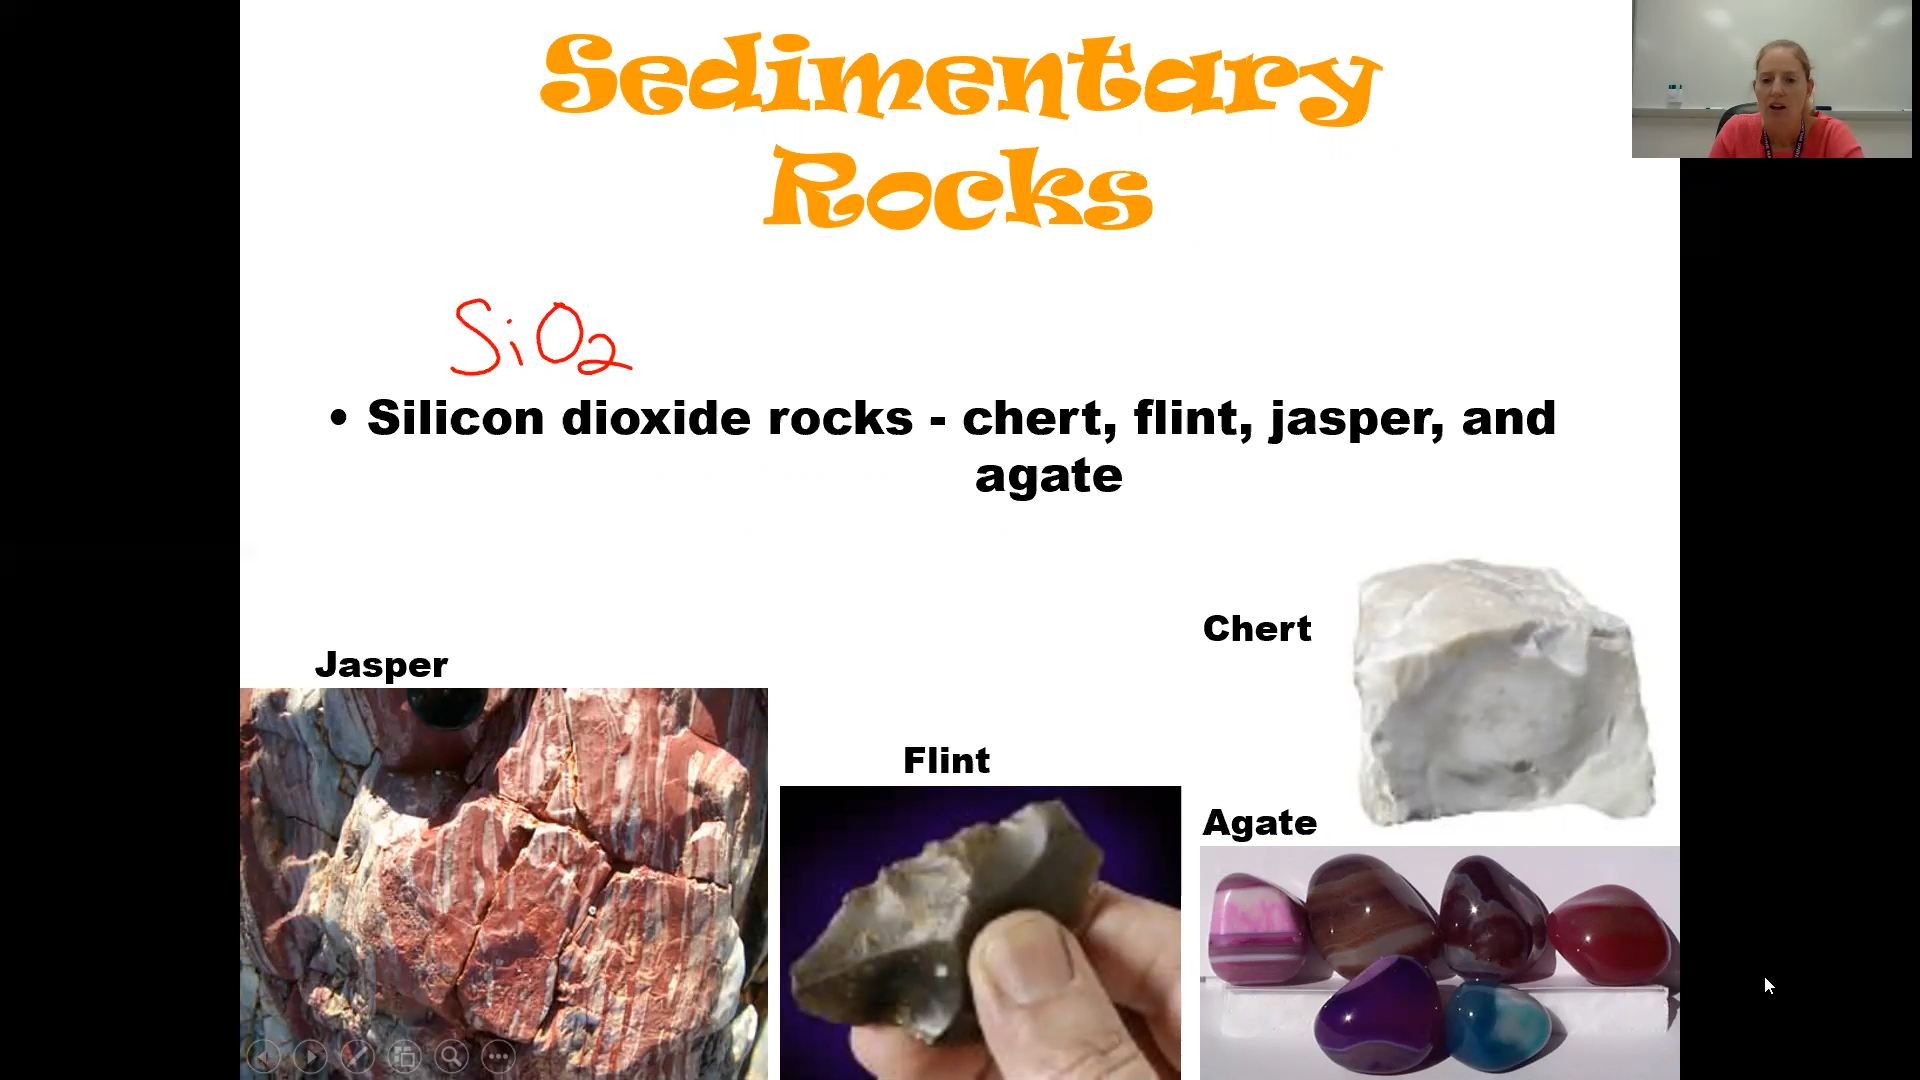 Sedimentary
Rocks
SiO2
• Silicon dioxide rocks - chert, flint, jasper, and
agate
Chert
Jasper
Flint
Agate